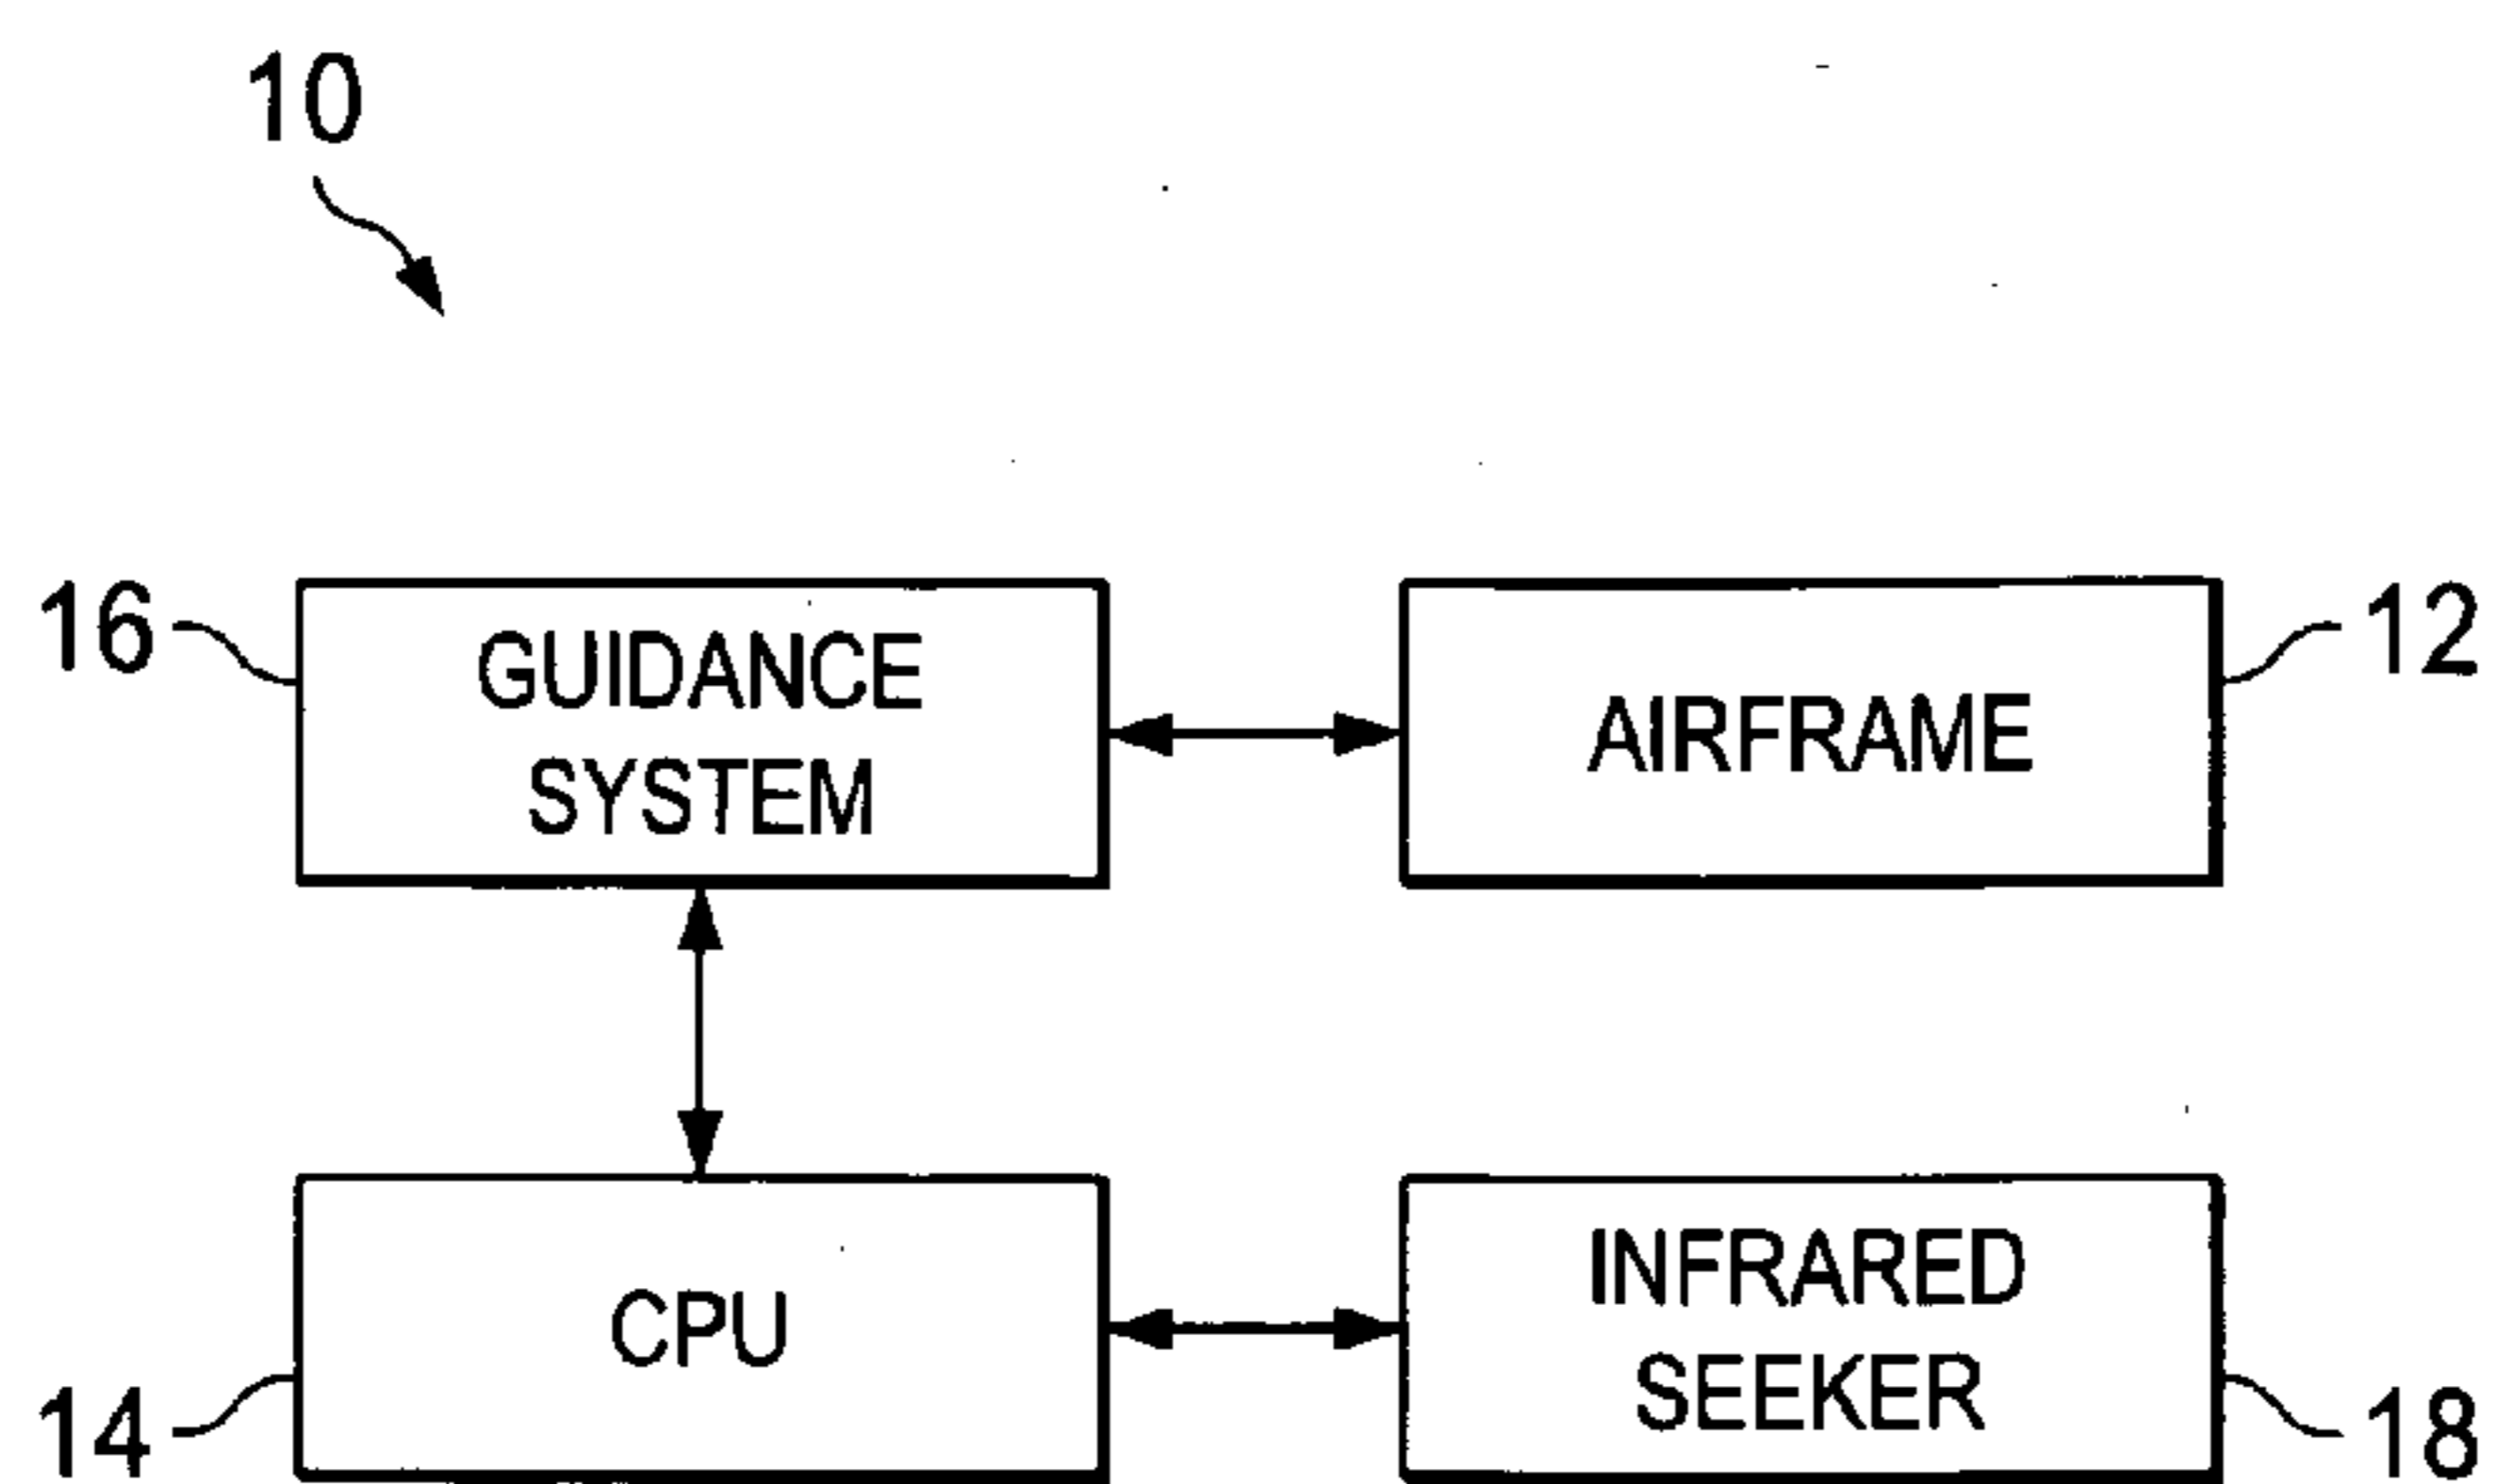 10
16
GUIDANCE
SYSTEM
AIRFRAME
12
CPU
14
INFRARED
SEEKER
18